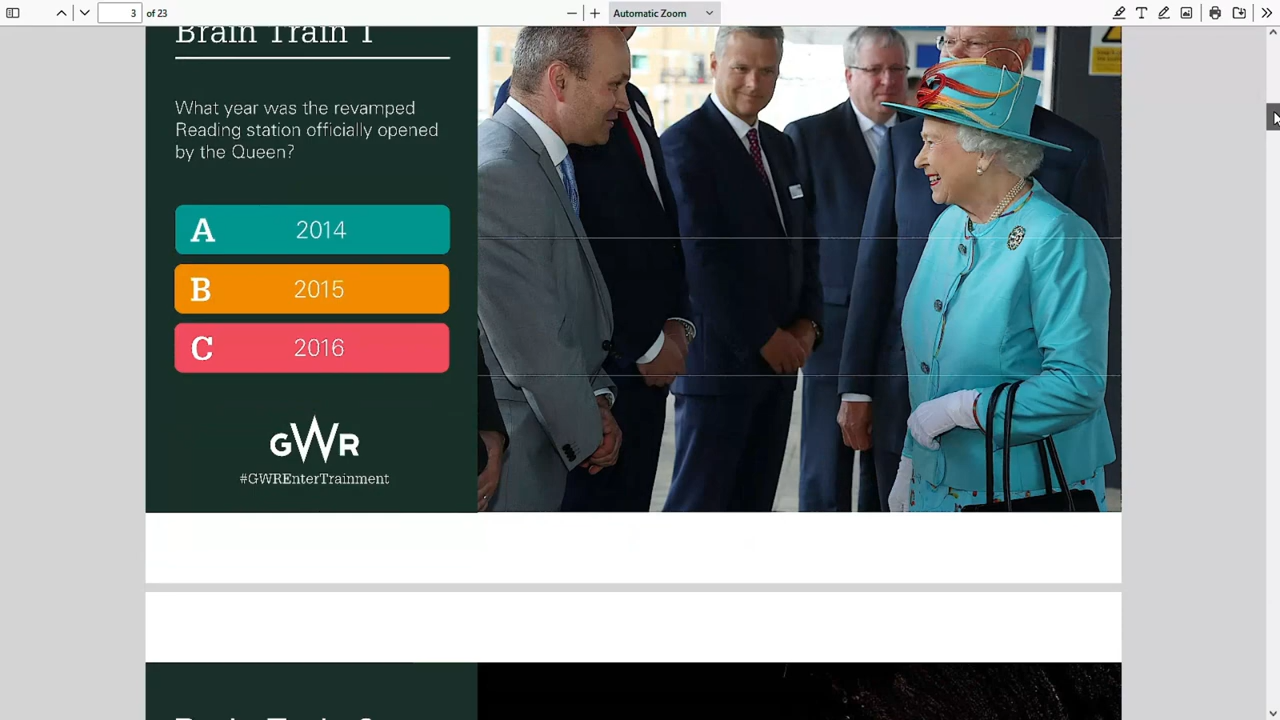 3 of 23
Automatic Zoom
Brain Train 1
What year was the revamped
Reading station officially opened
by the Queen?
A 2014
B 2015
C 2016
GWR
#GWREnterTrainment